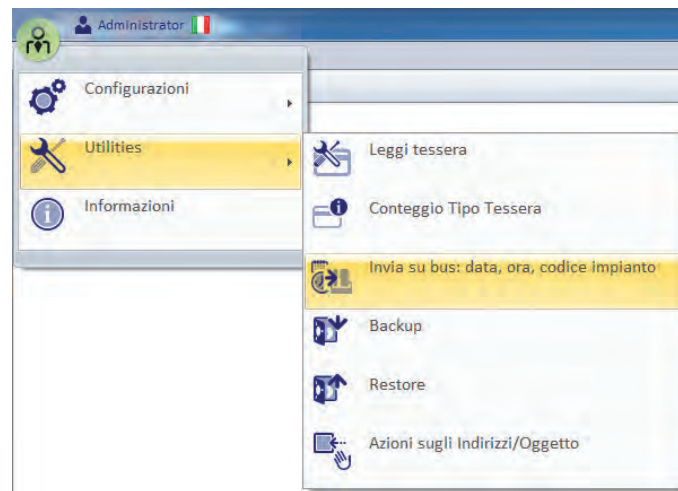 Administrator
Configurazioni
Utilities
Informazioni
Leggi tessera
Conteggio Tipo Tessera
Invia su bus: data, ora, codice impianto
Backup
Restore
Azioni sugli Indirizzi/Oggetto